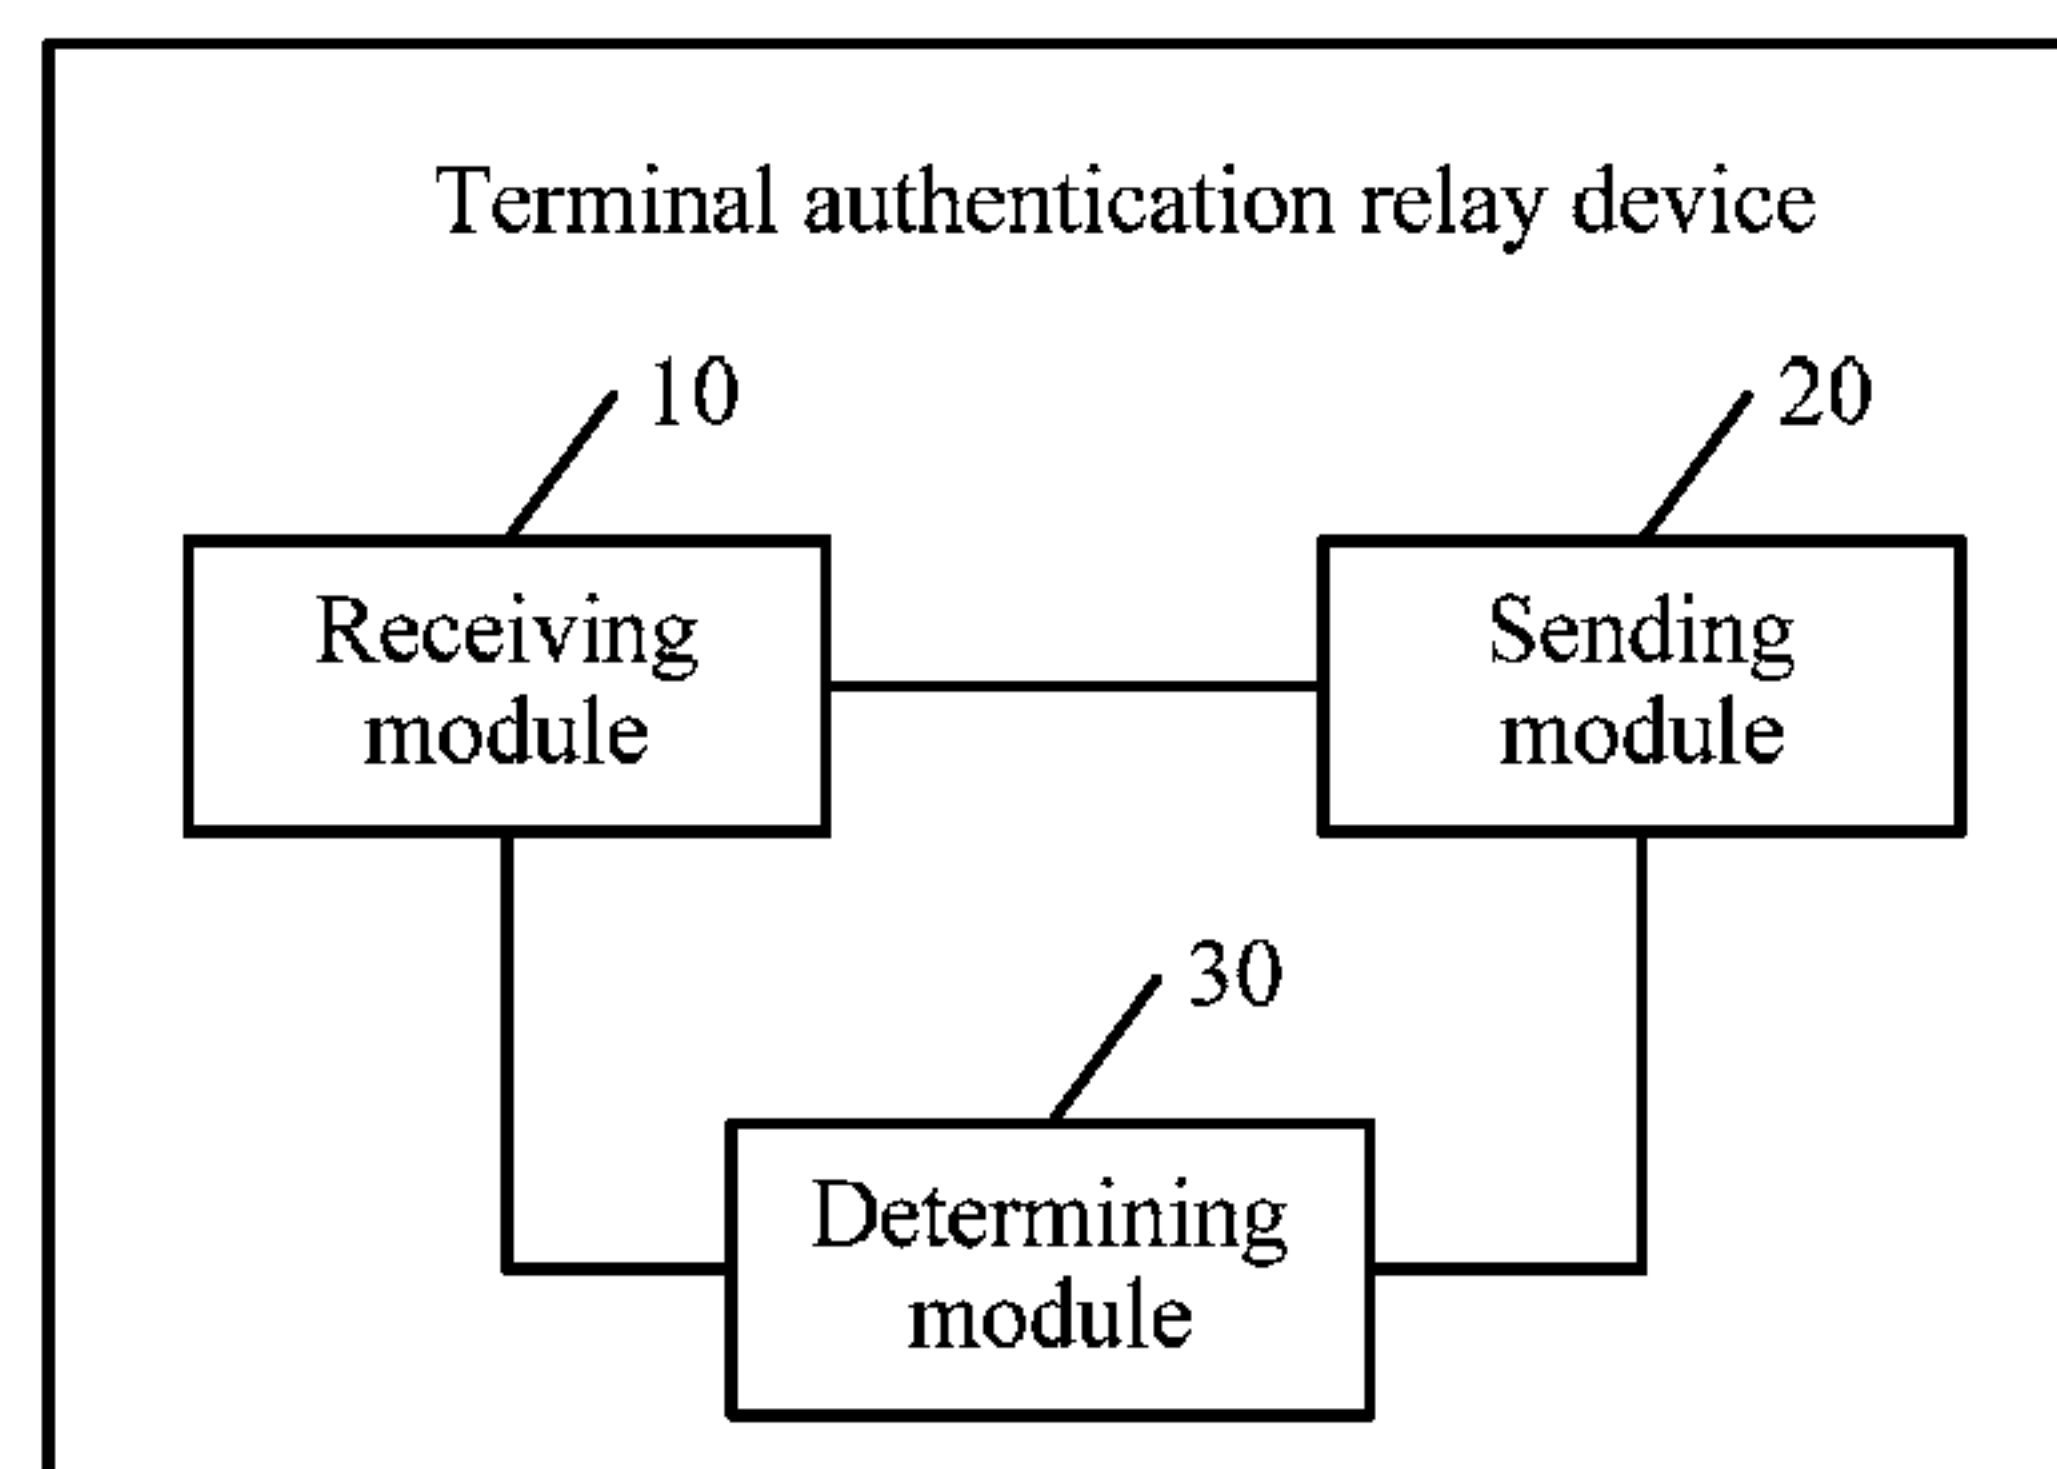 Terminal authentication relay device
10
20
Receiving
module
Sending
module
30
Determining
module